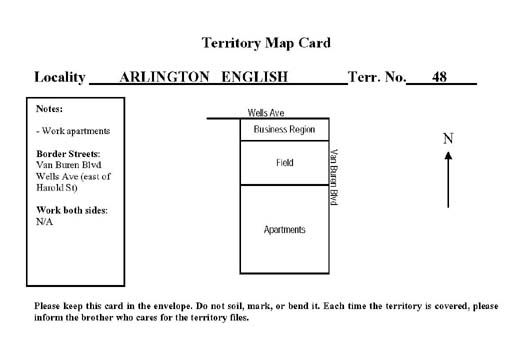 Territory Map Card
Locality ARLINGTON ENGLISH Terr. No. 48
Notes:
- Work apartments
Border Streets:
Van Buren Blvd
Wells Ave (east of
Harold St)
Work both sides:
N/A
Wells Ave
Business Region
Field
Van Buren Blvd
Apartments
N
Please keep this card in the envelope. Do not soil, mark, or bend it. Each time the territory is covered, please
inform the brother who cares for the territory files.